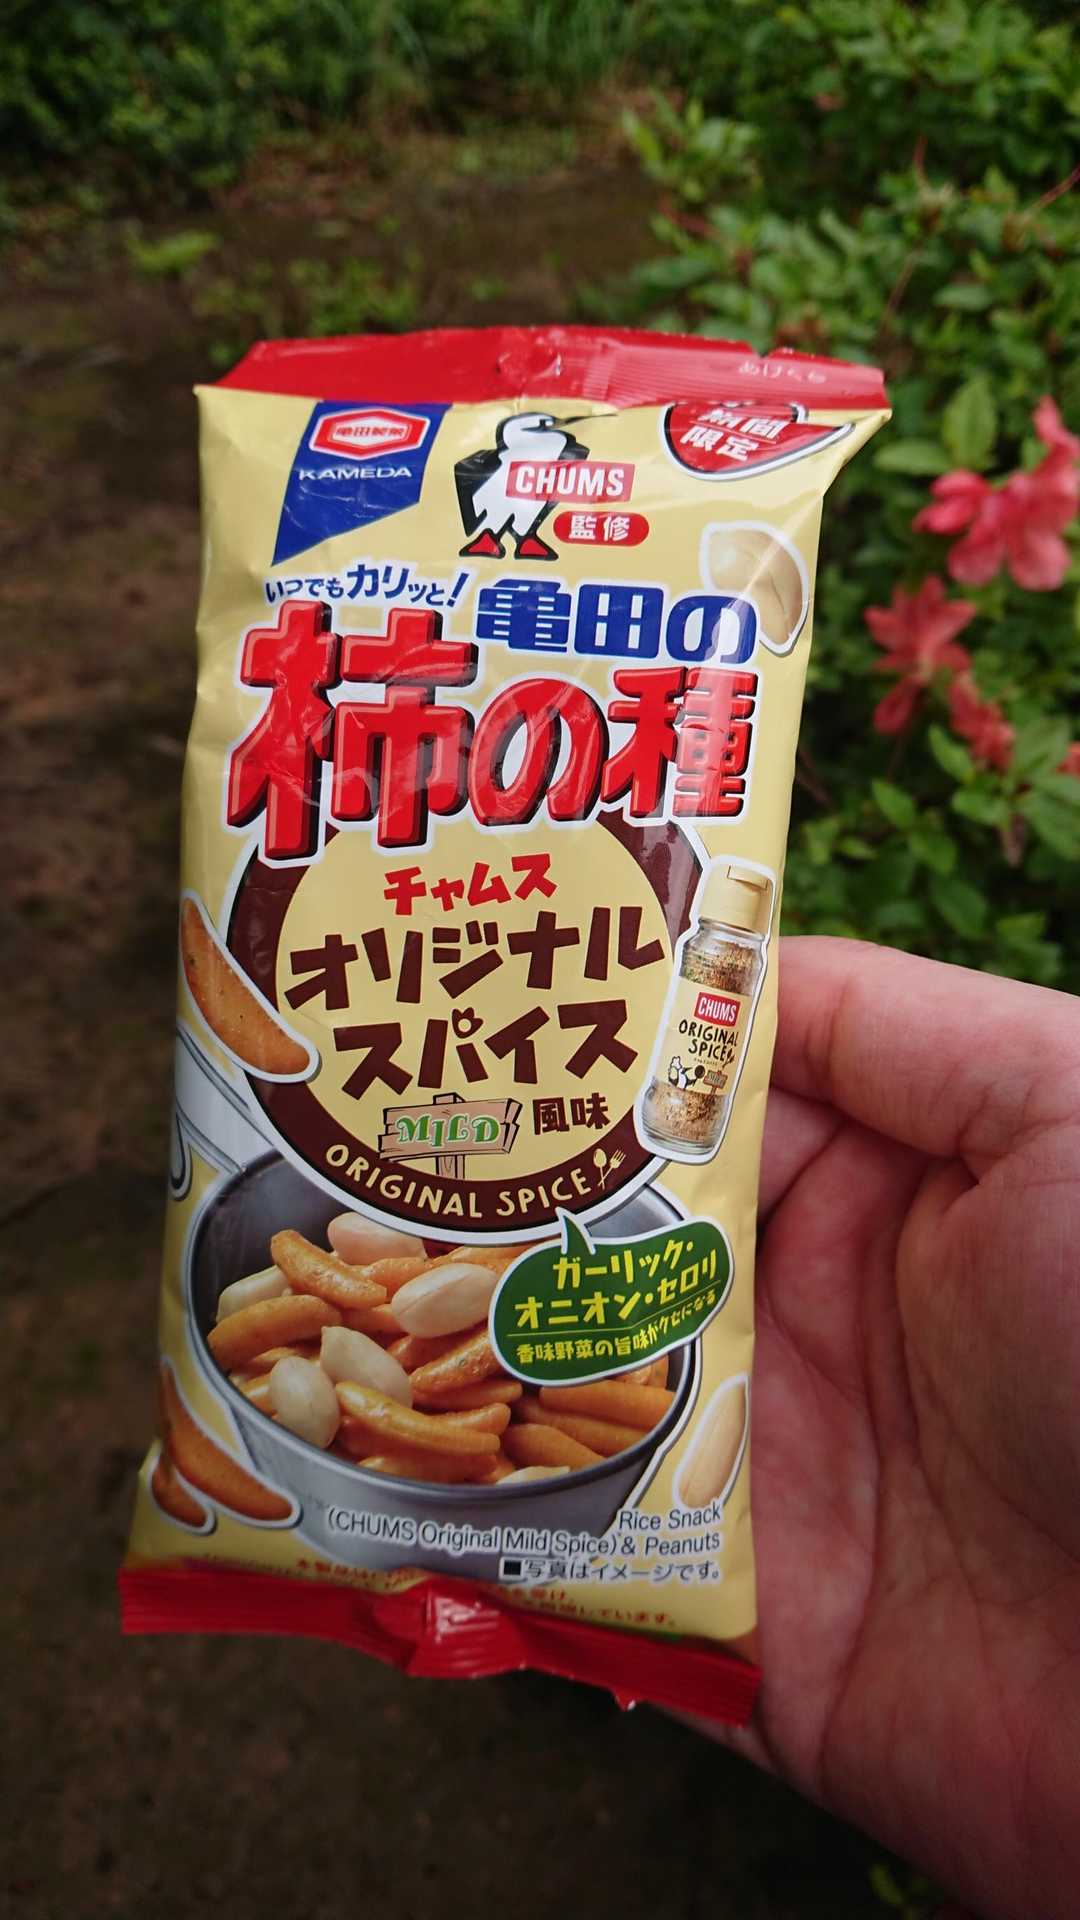 あけくち
亀田製菓
KAMEDA
CHUMS
監修
期間
限定
いつでもカリッと!
亀田の
柿の種
チャムス
オリジナル
スパイス
MILD 風味
ORIGINAL SPICE
CHUMS
ORIGINAL
SPICE
ガーリック・
オニオン・セロリ
香味野菜の旨味がクセになる
Rice Snack
(CHUMS Original Mild Spice) & Peanuts
■写真はイメージです。